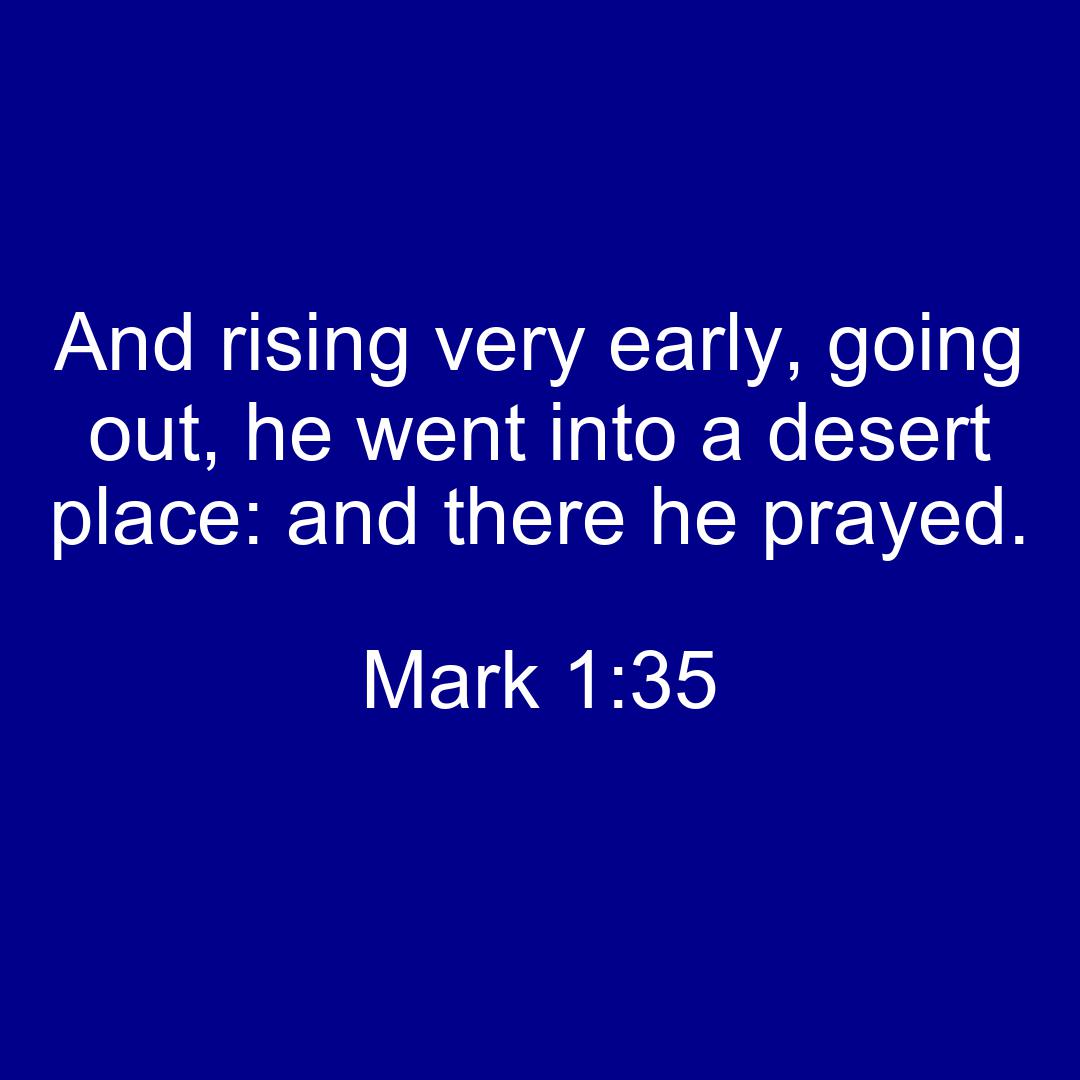 And rising very early, going
out, he went into a desert
place: and there he prayed.
Mark 1:35